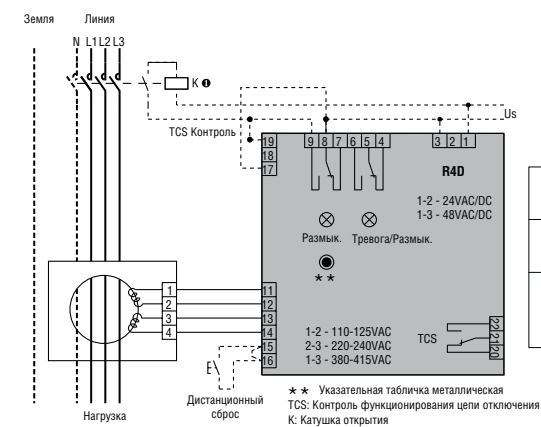 Земля
Линия
N L1 L2 L3
K ❶
Us
TCS Контроль
19
18
17
9 8 7 6 5 4
3 2 1
R4D
1-2 - 24VAC/DC
1-3 - 48VAC/DC
Размык.
Тревога/Размык.
**
1
2
3
4
11
12
13
14
15
16
1-2 - 110-125VAC
2-3 - 220-240VAC
1-3 - 380-415VAC
TCS
22
21
20
E
Дистанционный
сброс
Нагрузка
** Указательная табличка металлическая
TCS: Контроль функционирования цепи отключения
К: Катушка открытия